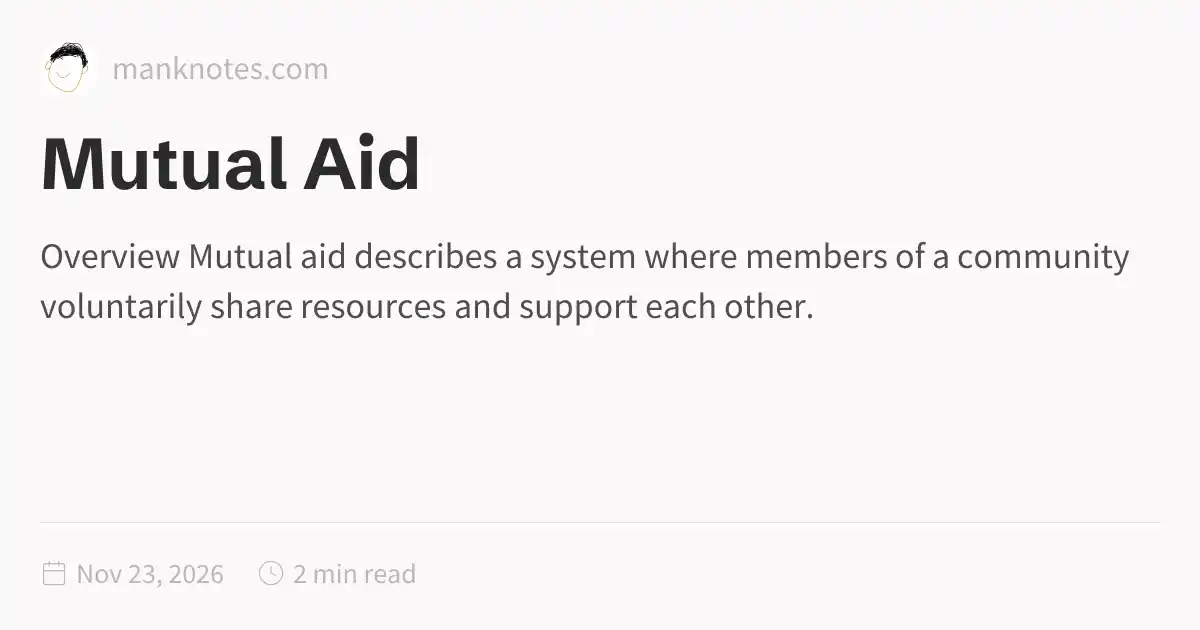 manknotes.com
Mutual Aid
Overview Mutual aid describes a system where members of a community
voluntarily share resources and support each other.
Nov 23, 2026 2 min read